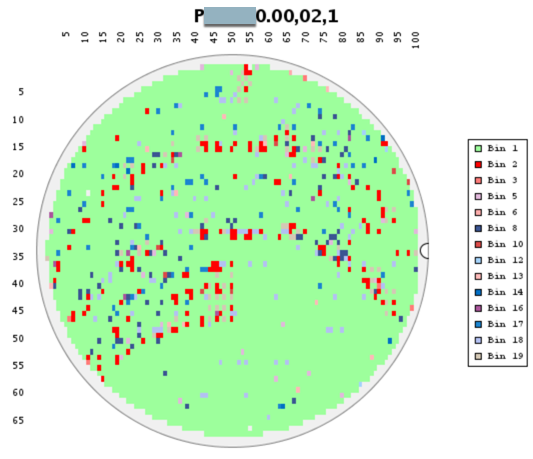 P 0.00,02,1
5 10 15 20 25 30 35 40 45 50 55 60 65 70 75 80 85 90 95 100
5
10
15
20
25
30
35
40
45
50
55
60
65
Bin 1
Bin 2
Bin 3
Bin 5
Bin 6
Bin 8
Bin 10
Bin 12
Bin 13
Bin 14
Bin 16
Bin 17
Bin 18
Bin 19